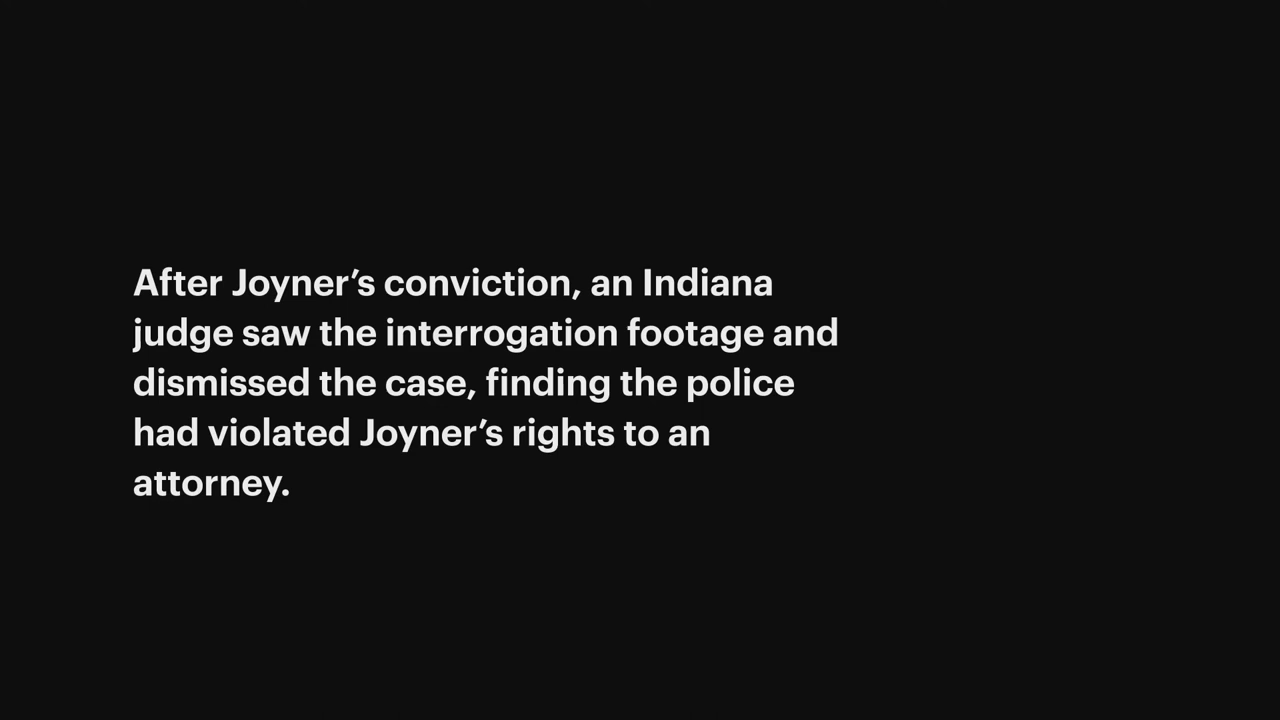 After Joyner’s conviction, an Indiana
judge saw the interrogation footage and
dismissed the case, finding the police
had violated Joyner’s rights to an
attorney.